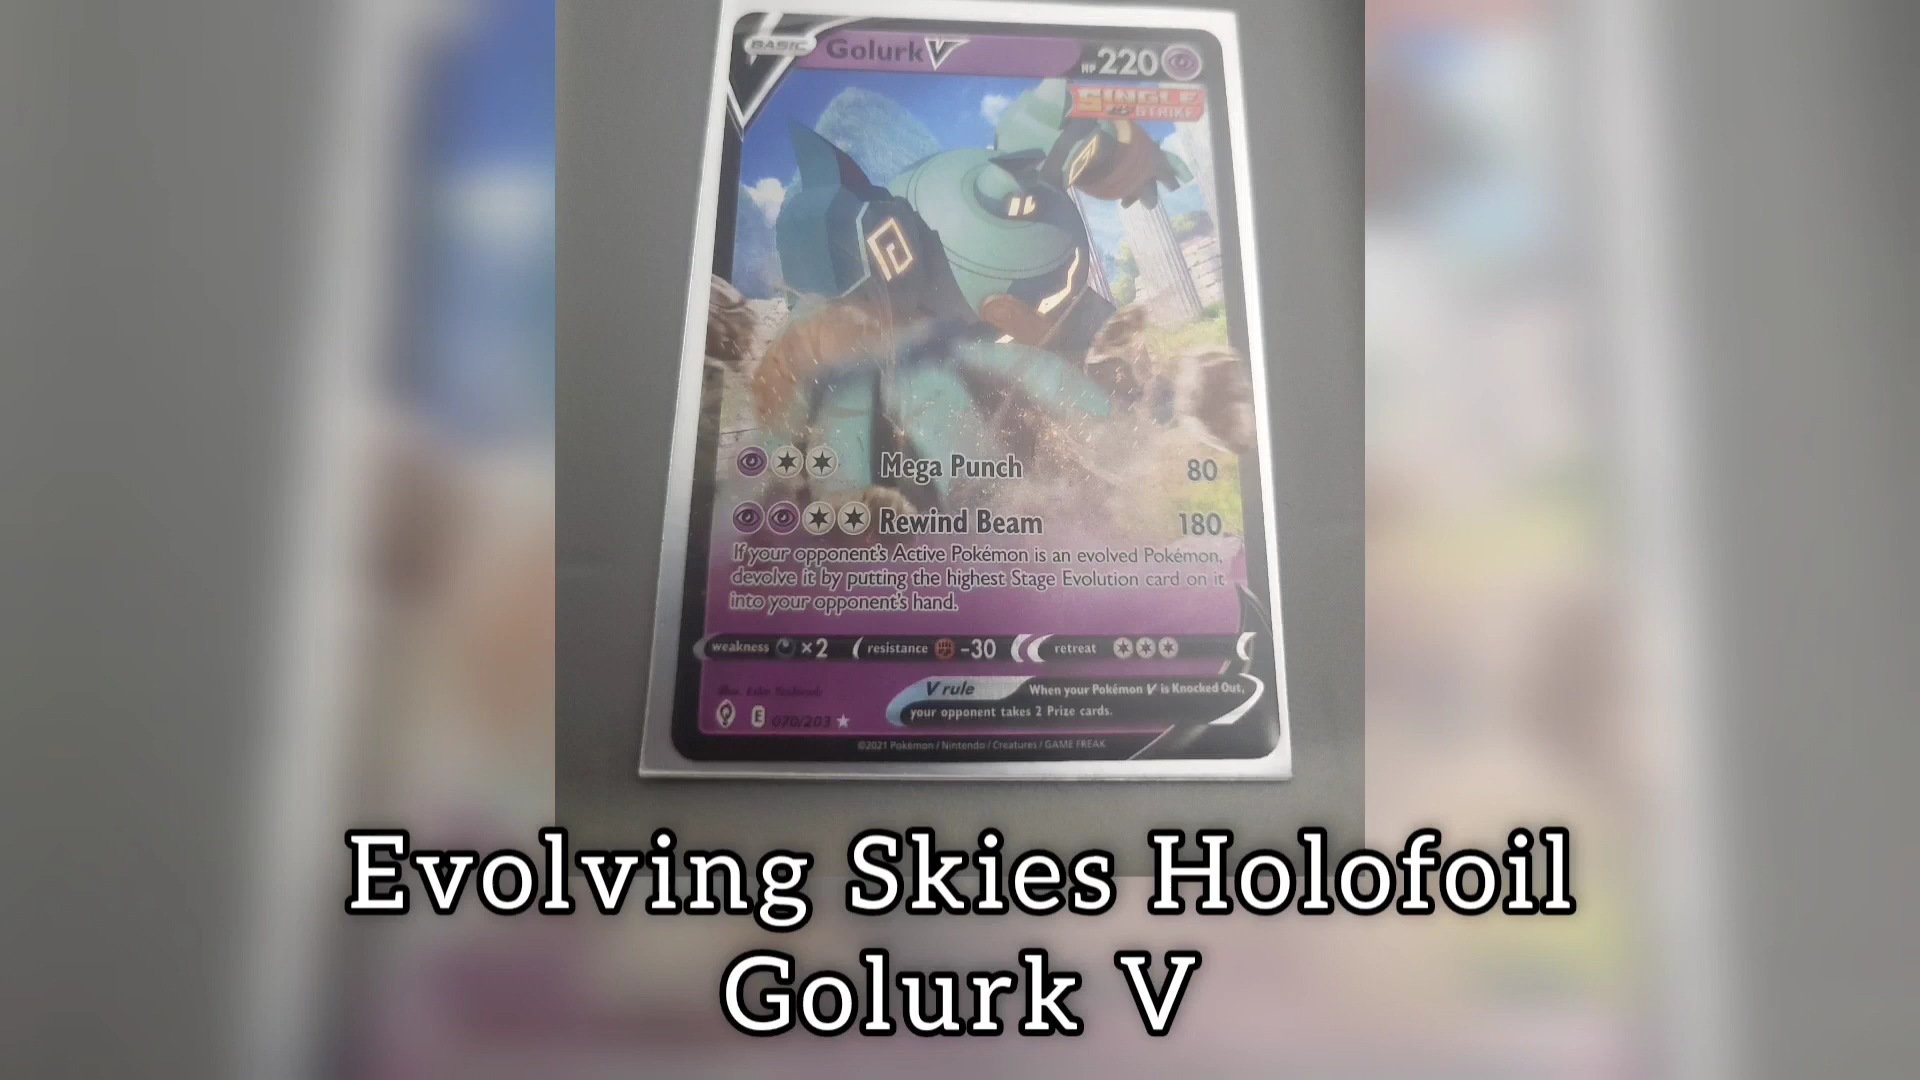 BASIC
Golurk V
HP 220
SINGLE STRIKE
Mega Punch 80
Rewind Beam 180
If your opponent's Active Pokémon is an evolved Pokémon,
devolve it by putting the highest Stage Evolution card on it
into your opponent's hand.
weakness ×2 resistance -30 retreat
V rule When your Pokémon V is Knocked Out,
your opponent takes 2 Prize cards.
E 070/203
©2021 Pokémon / Nintendo / Creatures / GAME FREAK
Evolving Skies Holofoil
Golurk V